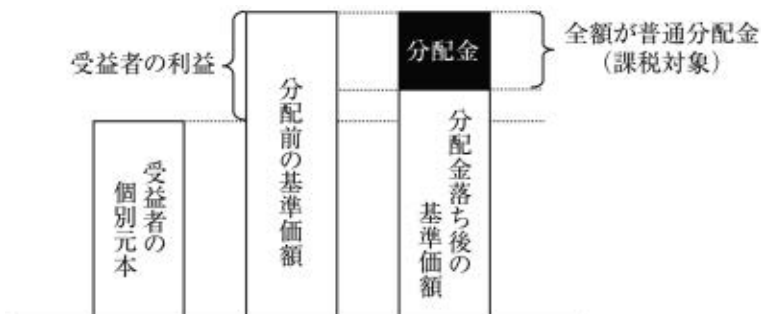 受益者の利益
分配金
全額が普通分配金
(課税対象)
受益者の
個別元本
分配前の基準価額
分配金落ち後の
基準価額